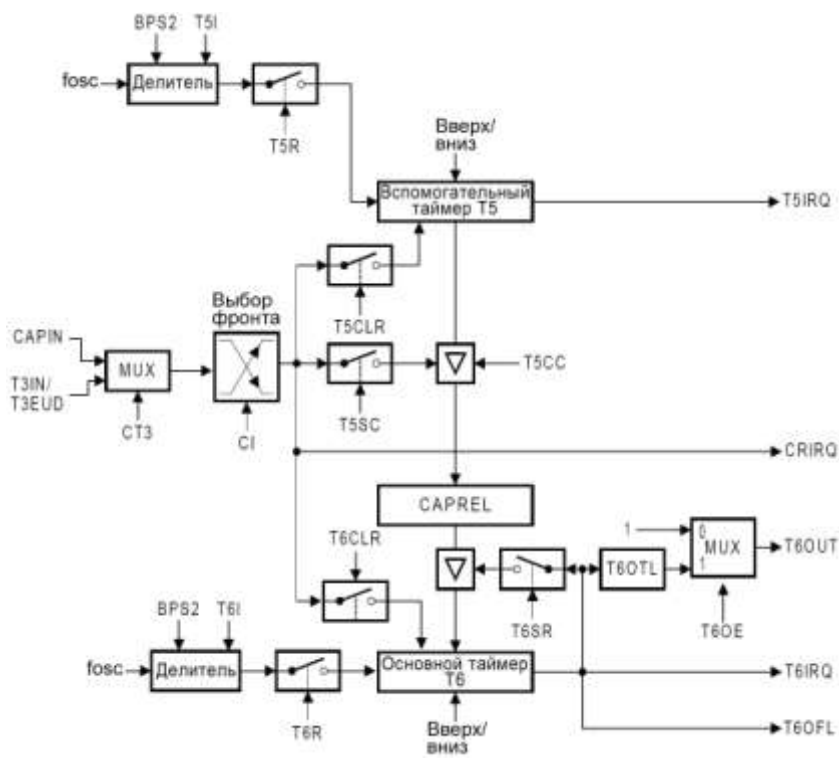 BPS2 T5I
fosc Делитель
T5R
Вверх/
вниз
Вспомогательный
таймер T5
T5IRQ
T5CLR
Выбор
фронта
CAPIN
T3IN/
T3EUD
MUX
CT3
CI
T5SC
T5CC
CRIRQ
CAPREL
T6CLR
1
0
1
MUX
T6OUT
T6OTL
T6SR
T6OE
BPS2 T6I
fosc Делитель
T6R
Основной таймер
T6
T6IRQ
Вверх/
вниз
T6OFL